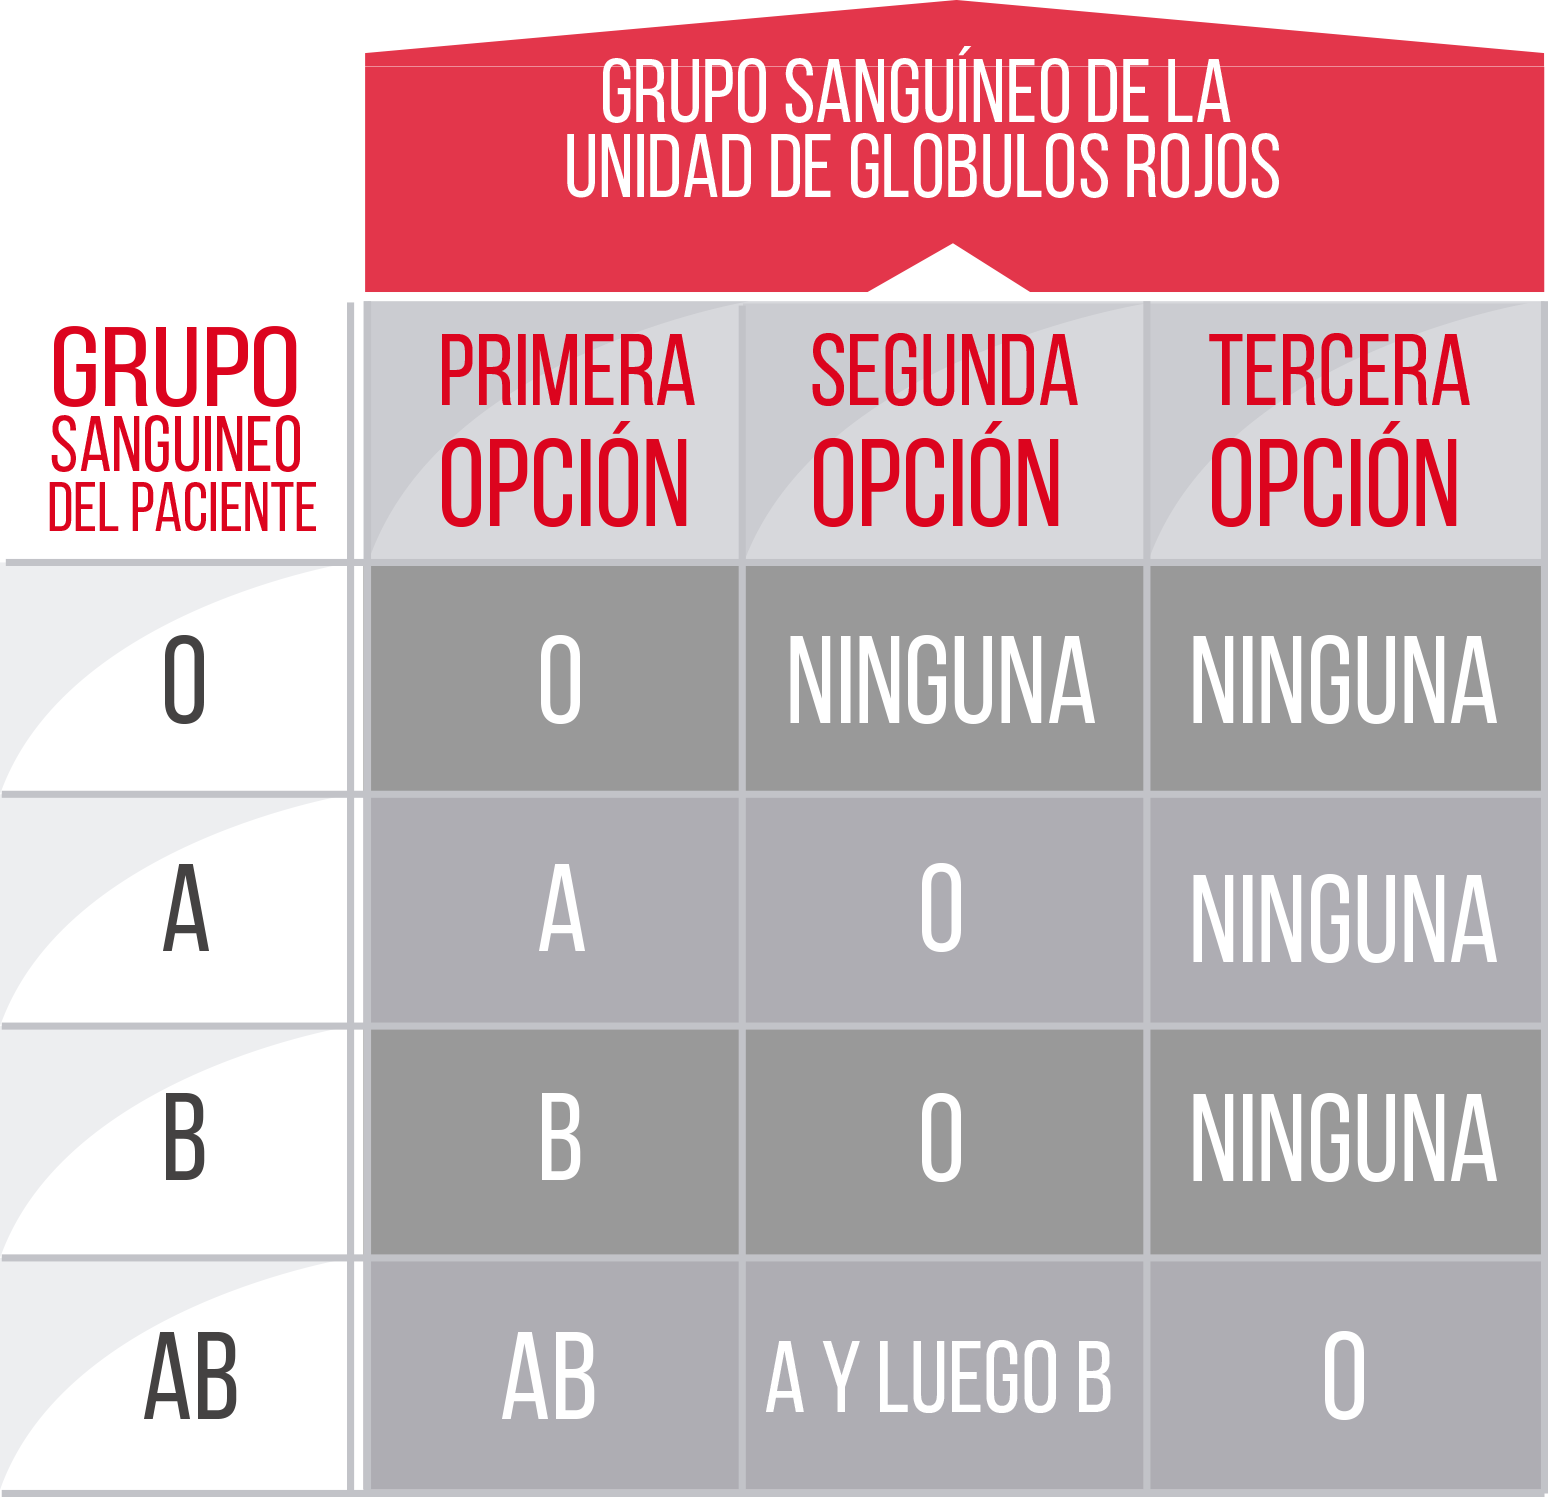 GRUPO SANGUÍNEO DE LA
UNIDAD DE GLOBULOS ROJOS
GRUPO
SANGUINEO
DEL PACIENTE
PRIMERA
OPCIÓN
SEGUNDA
OPCIÓN
TERCERA
OPCIÓN
O
O
NINGUNA
NINGUNA
A
A
O
NINGUNA
B
B
O
NINGUNA
AB
AB
A Y LUEGO B
O